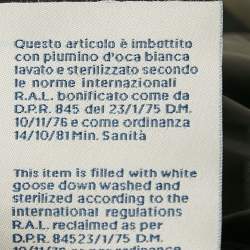 Questo articolo è imbottito
con piumino d'oca bianca
lavato e sterilizzato secondo
le norme internazionali
R.A.L. bonificato come da
D.P.R. 845 del 23/1/75 D.M.
10/11/76 e come ordinanza
14/10/81 Min. Sanità
This item is filled with white
goose down washed and
sterilized according to the
international regulations
R.A.L. reclaimed as per
D.P.R. 84523/1/75 D.M.